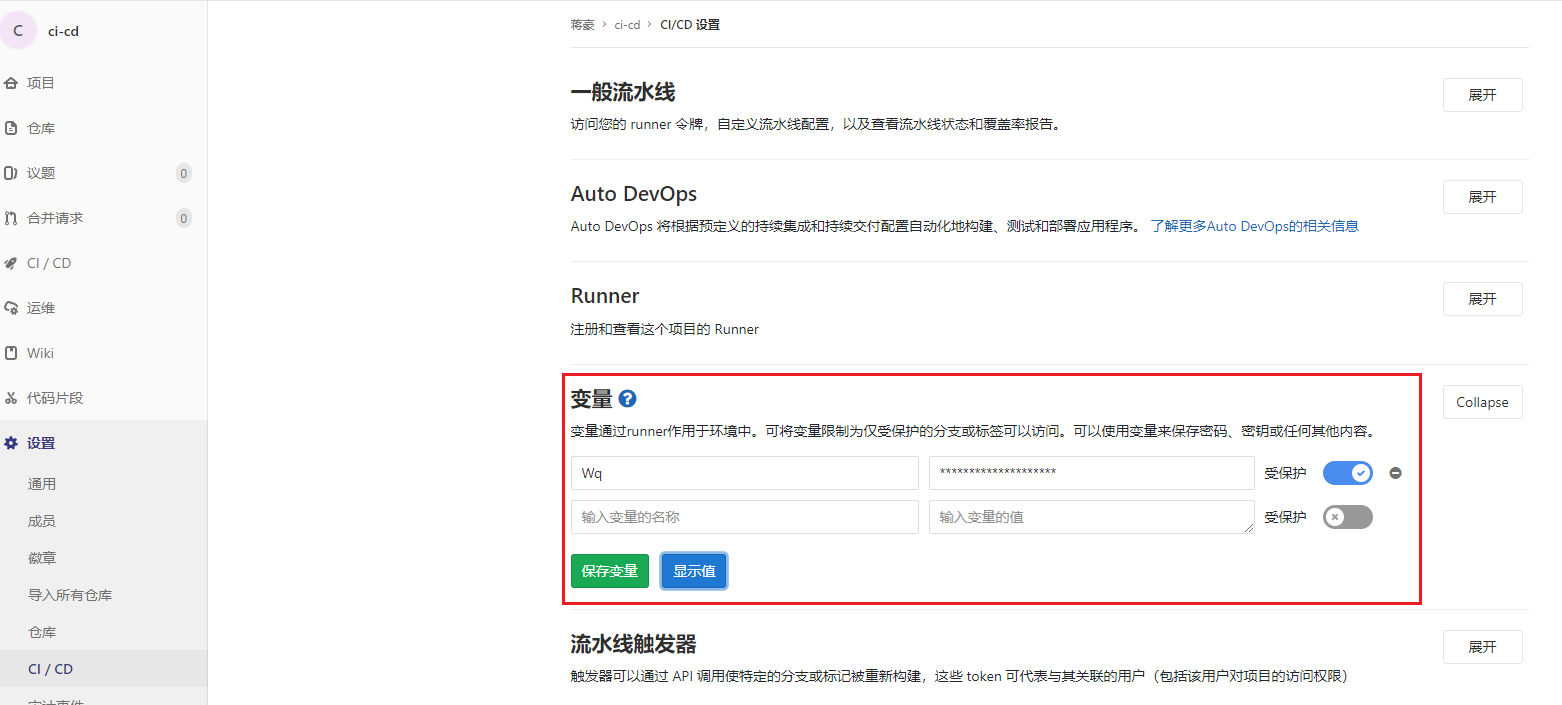 C ci-cd
项目
仓库
议题 0
合并请求 0
CI / CD
运维
Wiki
代码片段
设置
通用
成员
徽章
导入所有仓库
仓库
CI / CD
审计事件
蒋豪 › ci-cd › CI/CD 设置
一般流水线
展开
访问您的 runner 令牌，自定义流水线配置，以及查看流水线状态和覆盖率报告。
Auto DevOps
展开
Auto DevOps 将根据预定义的持续集成和持续交付配置自动化地构建、测试和部署应用程序。 了解更多Auto DevOps的相关信息
Runner
展开
注册和查看这个项目的 Runner
变量 ?
Collapse
变量通过runner作用于环境中。可将变量限制为仅受保护的分支或标签可以访问。可以使用变量来保存密码、密钥或任何其他内容。
Wq ******************** 受保护
输入变量的名称 输入变量的值 受保护
保存变量 显示值
流水线触发器
展开
触发器可以通过 API 调用使特定的分支或标记被重新构建，这些 token 可代表与其关联的用户（包括该用户对项目的访问权限）